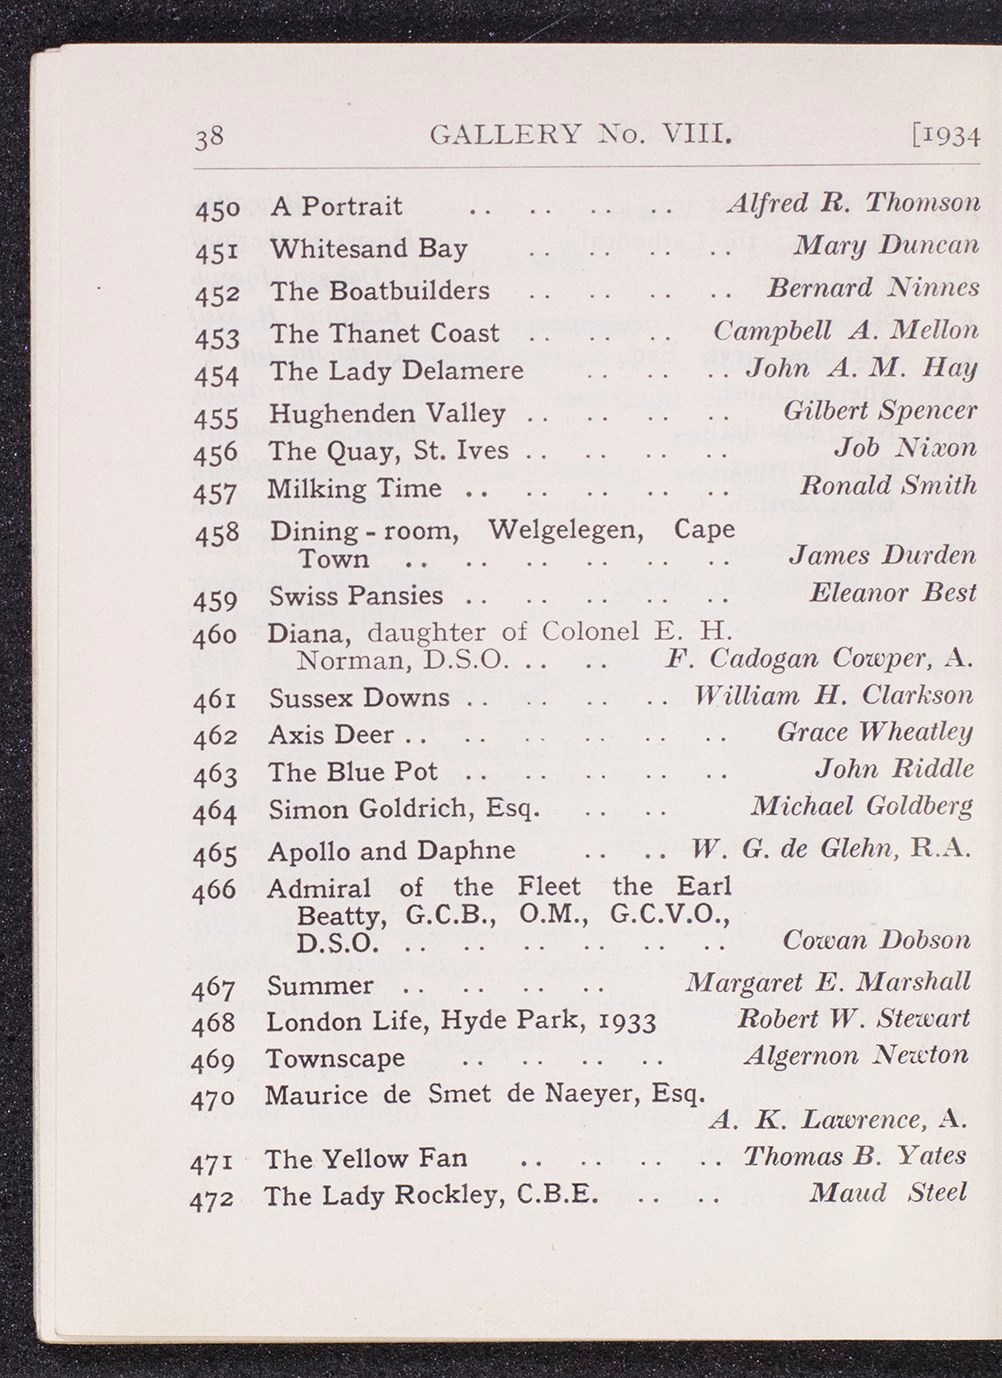 38 GALLERY No. VIII. [1934
450 A Portrait .. .. .. .. Alfred R. Thomson
451 Whitesand Bay .. .. .. .. Mary Duncan
452 The Boatbuilders .. .. .. .. Bernard Ninnes
453 The Thanet Coast .. .. .. Campbell A. Mellon
454 The Lady Delamere .. .. .. John A. M. Hay
455 Hughenden Valley .. .. .. .. Gilbert Spencer
456 The Quay, St. Ives .. .. .. .. Job Nixon
457 Milking Time .. .. .. .. .. Ronald Smith
458 Dining-room, Welgelegen, Cape
Town .. .. .. .. .. .. James Durden
459 Swiss Pansies .. .. .. .. .. Eleanor Best
460 Diana, daughter of Colonel E. H.
Norman, D.S.O. .. .. F. Cadogan Cowper, A.
461 Sussex Downs .. .. .. .. William H. Clarkson
462 Axis Deer .. .. .. .. .. .. Grace Wheatley
463 The Blue Pot .. .. .. .. .. John Riddle
464 Simon Goldrich, Esq. .. .. Michael Goldberg
465 Apollo and Daphne .. .. W. G. de Glehn, R.A.
466 Admiral of the Fleet the Earl
Beatty, G.C.B., O.M., G.C.V.O.,
D.S.O. .. .. .. .. .. .. Cowan Dobson
467 Summer .. .. .. .. Margaret E. Marshall
468 London Life, Hyde Park, 1933 Robert W. Stewart
469 Townscape .. .. .. .. Algernon Newton
470 Maurice de Smet de Naeyer, Esq.
A. K. Lawrence, A.
471 The Yellow Fan .. .. .. .. Thomas B. Yates
472 The Lady Rockley, C.B.E. .. .. Maud Steel